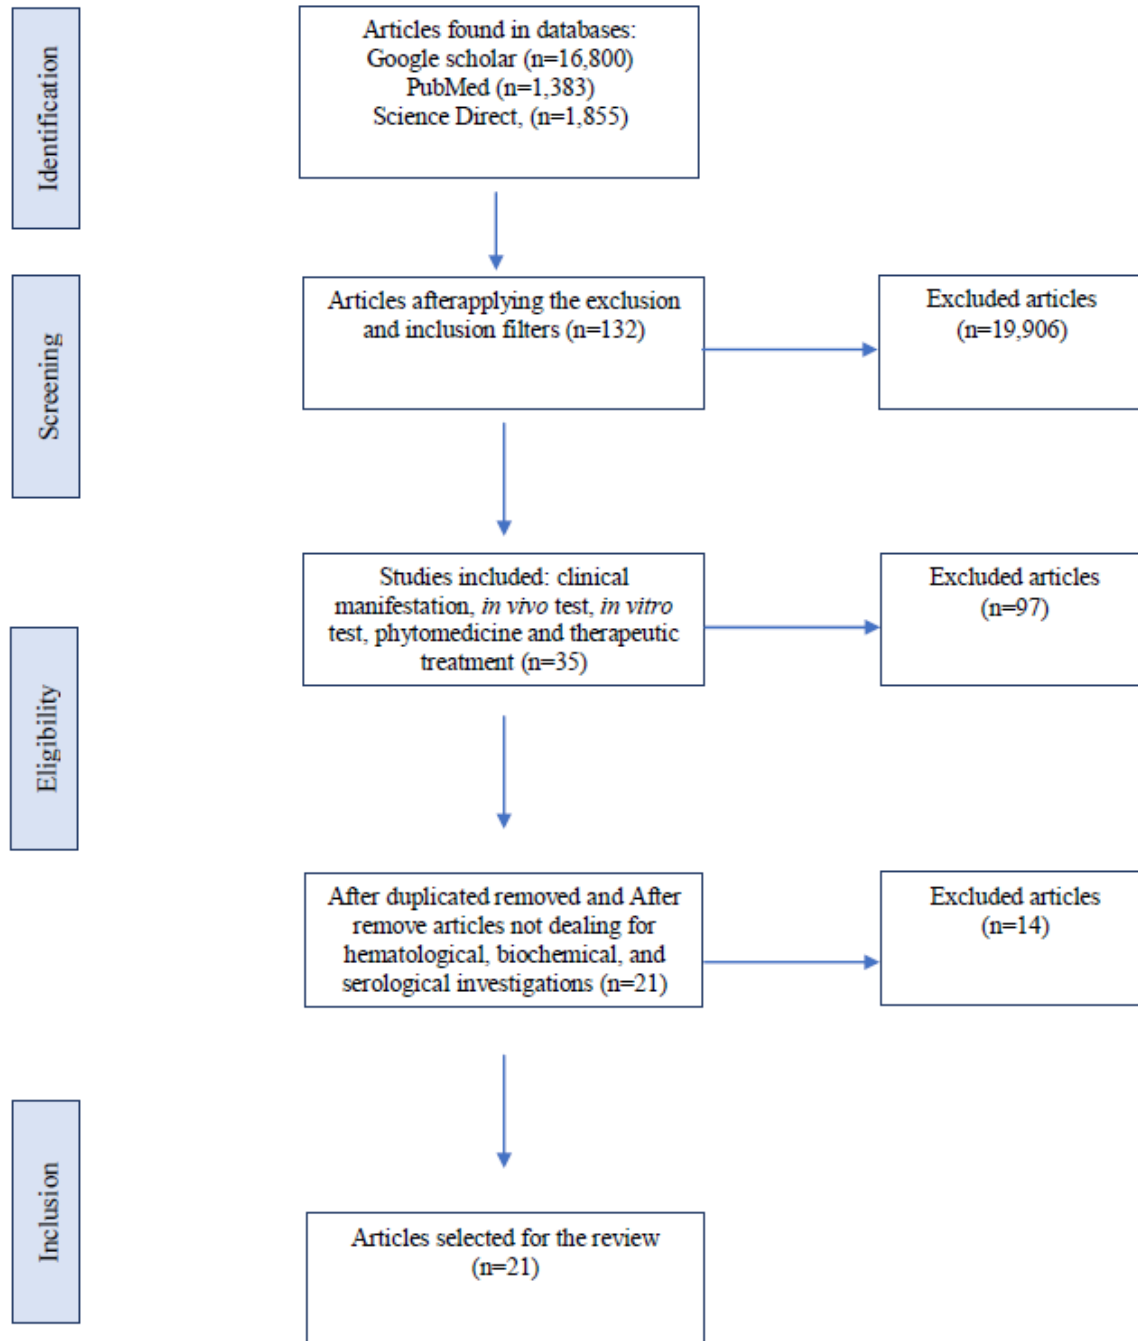 Identification
Articles found in databases:
Google scholar (n=16,800)
PubMed (n=1,383)
Science Direct, (n=1,855)
Screening
Articles afterapplying the exclusion
and inclusion filters (n=132)
Excluded articles
(n=19,906)
Eligibility
Studies included: clinical
manifestation, in vivo test, in vitro
test, phytomedicine and therapeutic
treatment (n=35)
Excluded articles
(n=97)
After duplicated removed and After
remove articles not dealing for
hematological, biochemical, and
serological investigations (n=21)
Excluded articles
(n=14)
Inclusion
Articles selected for the review
(n=21)